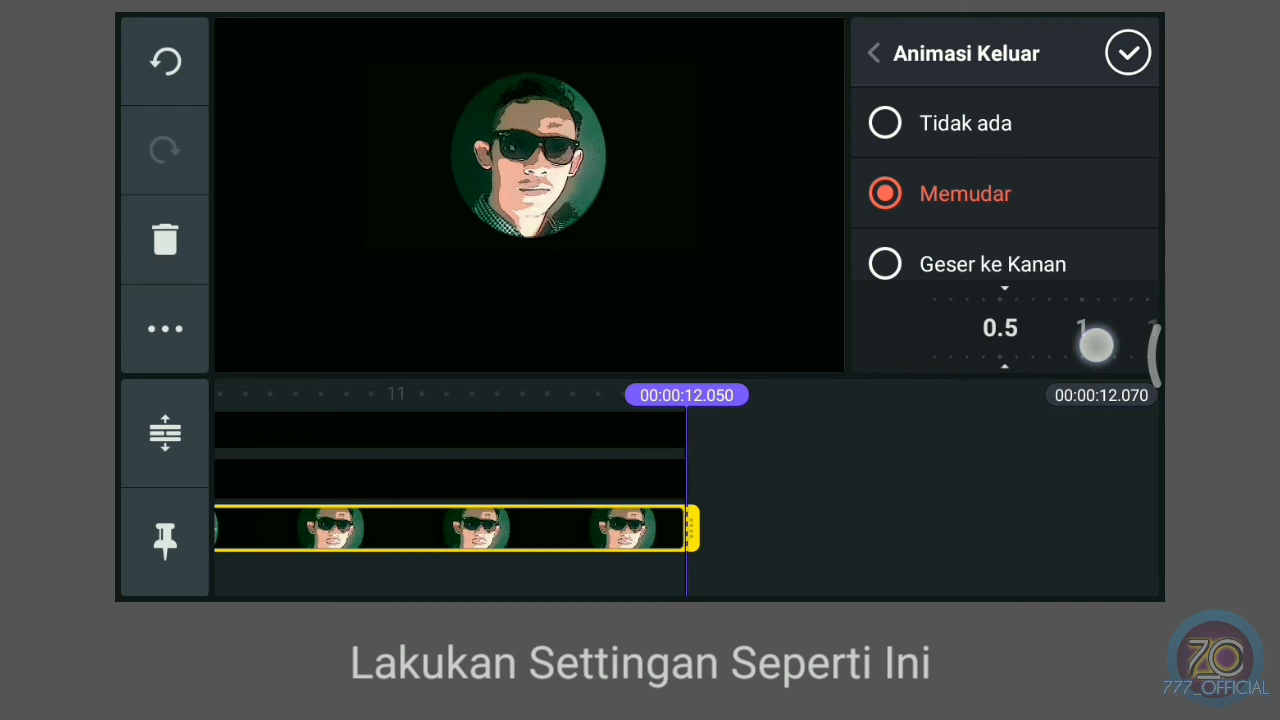 Animasi Keluar
Tidak ada
Memudar
Geser ke Kanan
0.5
1
11
00:00:12.050
00:00:12.070
Lakukan Settingan Seperti Ini
ZO
777_OFFICIAL